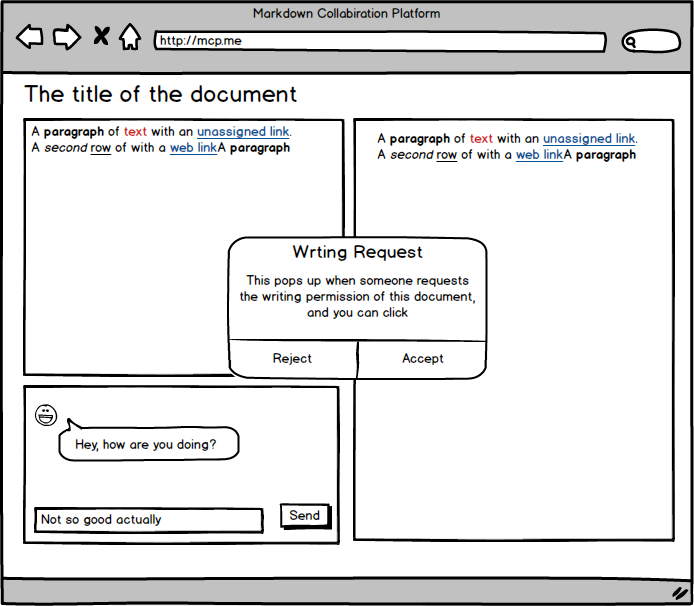 Markdown Collabiration Platform
http://mcp.me
The title of the document
A paragraph of text with an unassigned link.
A second row of with a web linkA paragraph
A paragraph of text with an unassigned link.
A second row of with a web linkA paragraph
Wrting Request
This pops up when someone requests
the writing permission of this document,
and you can click
Reject
Accept
Hey, how are you doing?
Not so good actually
Send